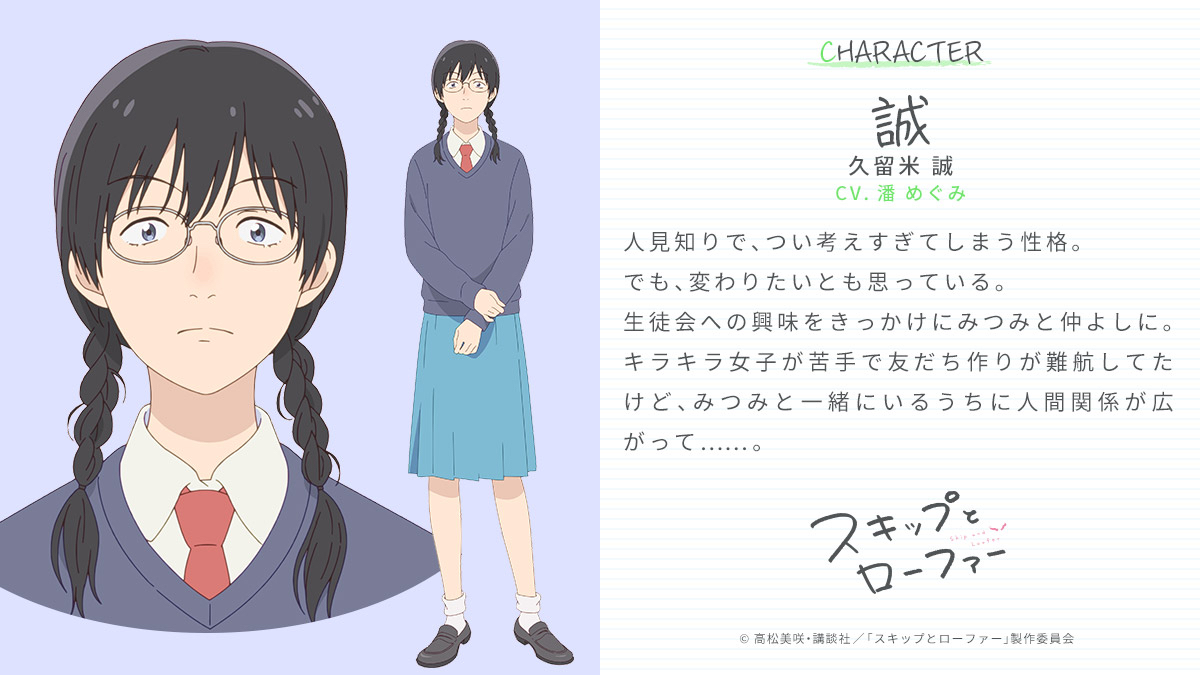 CHARACTER
誠
久留米 誠
CV. 潘 めぐみ
人見知りで、つい考えすぎてしまう性格。
でも、変わりたいとも思っている。
生徒会への興味をきっかけにみつみと仲よしに。
キラキラ女子が苦手で友だち作りが難航してた
けど、みつみと一緒にいるうちに人間関係が広
がって……。
スキップと
Skip and
Loafer
ローファー
© 高松美咲・講談社／「スキップとローファー」製作委員会